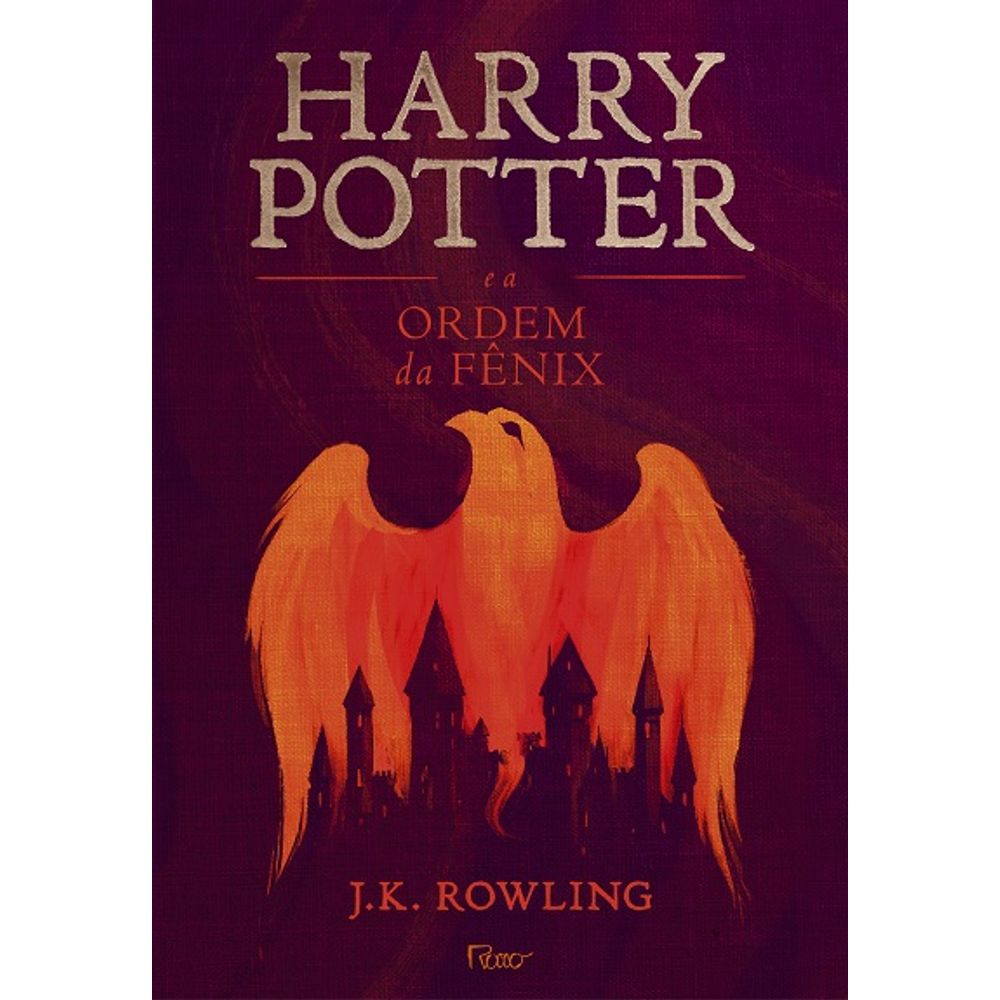 HARRY
POTTER
e a
ORDEM
da FÊNIX
J.K. ROWLING
Rocco